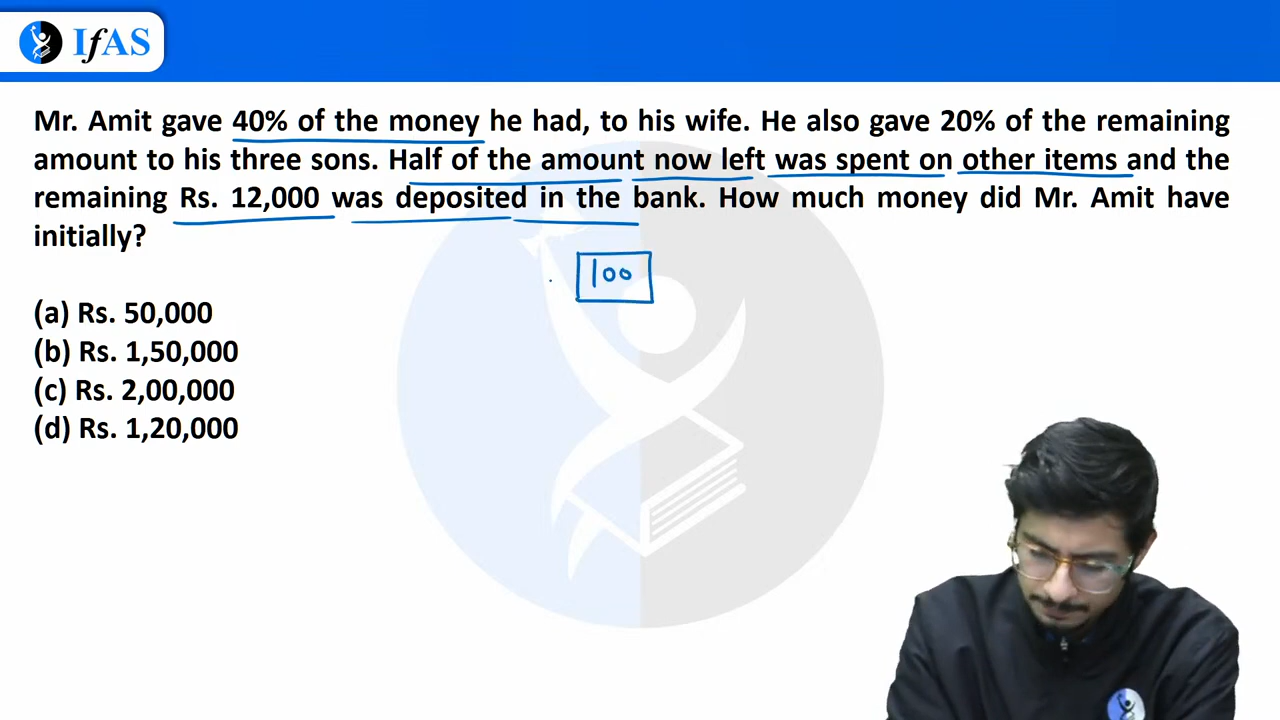 IfAS
Mr. Amit gave 40% of the money he had, to his wife. He also gave 20% of the remaining
amount to his three sons. Half of the amount now left was spent on other items and the
remaining Rs. 12,000 was deposited in the bank. How much money did Mr. Amit have
initially?
100
(a) Rs. 50,000
(b) Rs. 1,50,000
(c) Rs. 2,00,000
(d) Rs. 1,20,000